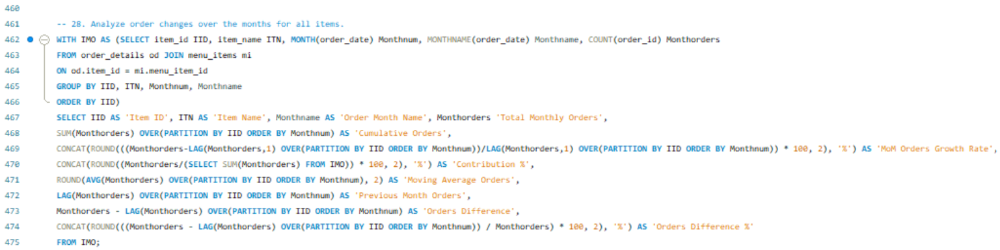 460
461 -- 28. Analyze order changes over the months for all items.
462 WITH IMO AS (SELECT item_id IID, item_name ITN, MONTH(order_date) Monthnum, MONTHNAME(order_date) Monthname, COUNT(order_id) Monthorders
463 FROM order_details od JOIN menu_items mi
464 ON od.item_id = mi.menu_item_id
465 GROUP BY IID, ITN, Monthnum, Monthname
466 ORDER BY IID)
467 SELECT IID AS 'Item ID', ITN AS 'Item Name', Monthname AS 'Order Month Name', Monthorders 'Total Monthly Orders',
468 SUM(Monthorders) OVER(PARTITION BY IID ORDER BY Monthnum) AS 'Cumulative Orders',
469 CONCAT(ROUND(((Monthorders-LAG(Monthorders,1) OVER(PARTITION BY IID ORDER BY Monthnum))/LAG(Monthorders,1) OVER(PARTITION BY IID ORDER BY Monthnum)) * 100, 2), '%') AS 'MoM Orders Growth Rate',
470 CONCAT(ROUND((Monthorders/(SELECT SUM(Monthorders) FROM IMO)) * 100, 2), '%') AS 'Contribution %',
471 ROUND(AVG(Monthorders) OVER(PARTITION BY IID ORDER BY Monthnum), 2) AS 'Moving Average Orders',
472 LAG(Monthorders) OVER(PARTITION BY IID ORDER BY Monthnum) AS 'Previous Month Orders',
473 Monthorders - LAG(Monthorders) OVER(PARTITION BY IID ORDER BY Monthnum) AS 'Orders Difference',
474 CONCAT(ROUND(((Monthorders - LAG(Monthorders) OVER(PARTITION BY IID ORDER BY Monthnum)) / Monthorders) * 100, 2), '%') AS 'Orders Difference %'
475 FROM IMO;